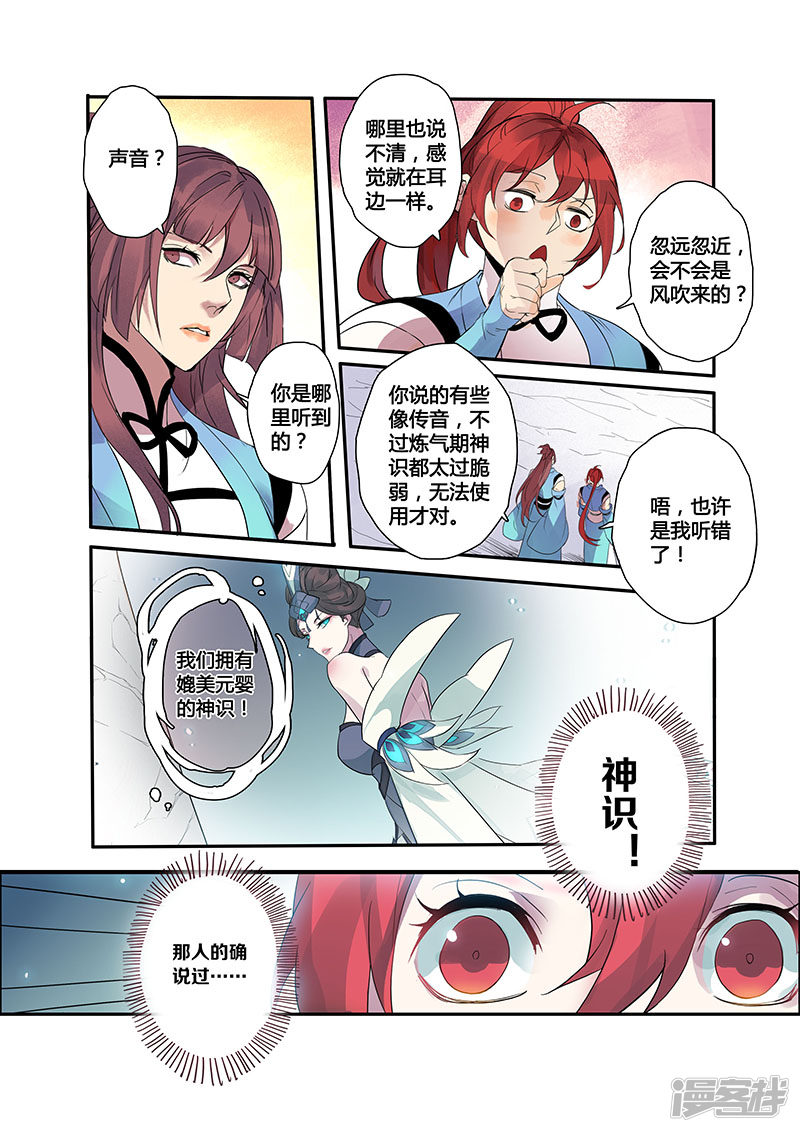 声音？
你是哪
里听到
的？
哪里也说
不清，感
觉就在耳
边一样。
忽远忽近，
会不会是
风吹来的？
你说的有些
像传音，不
过炼气期神
识都太过脆
弱，无法使
用才对。
唔，也许
是我听错
了！
我们拥有
媲美元婴
的神识！
神识！
那人的确
说过……
漫客栈